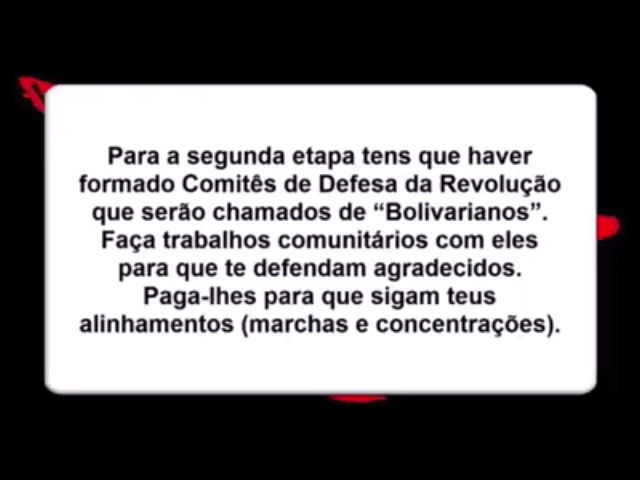 Para a segunda etapa tens que haver
formado Comitês de Defesa da Revolução
que serão chamados de “Bolivarianos”.
Faça trabalhos comunitários com eles
para que te defendam agradecidos.
Paga-lhes para que sigam teus
alinhamentos (marchas e concentrações).